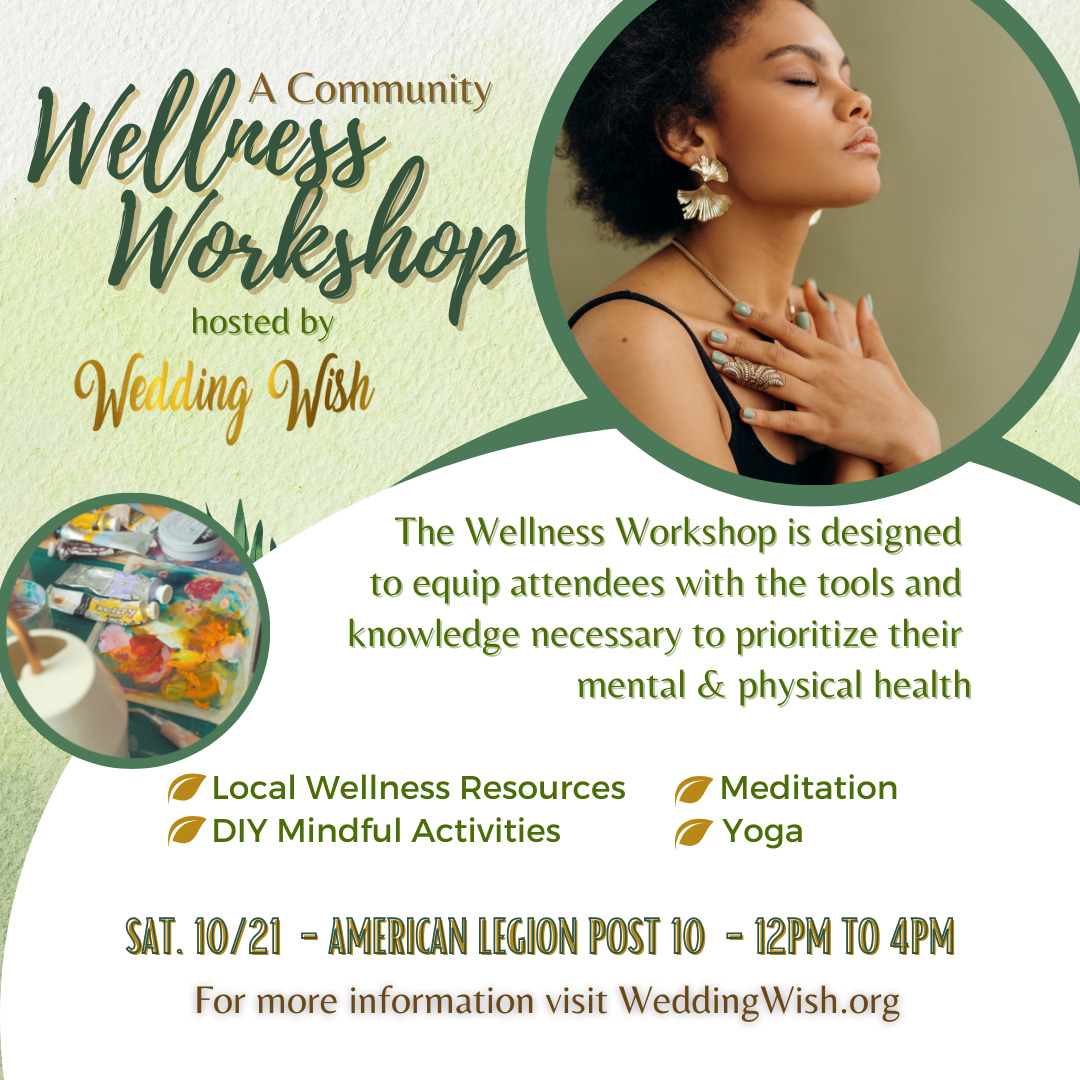 A Community
Wellness
Workshop
hosted by
Wedding Wish
The Wellness Workshop is designed
to equip attendees with the tools and
knowledge necessary to prioritize their
mental & physical health
Local Wellness Resources
DIY Mindful Activities
Meditation
Yoga
SAT. 10/21 - AMERICAN LEGION POST 10 - 12PM TO 4PM
For more information visit WeddingWish.org